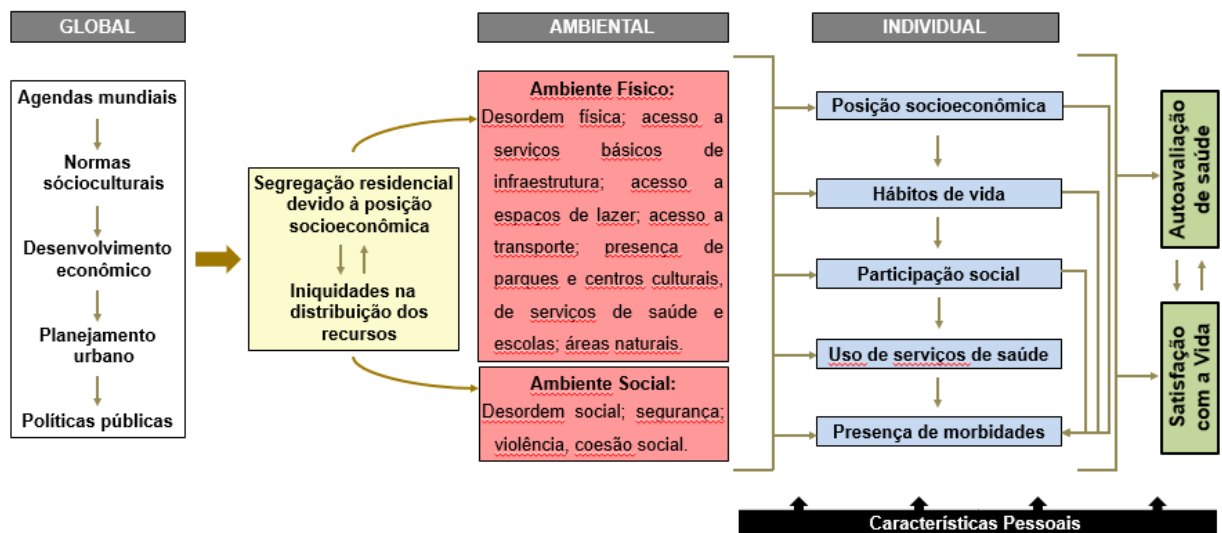 GLOBAL
Agendas mundiais
Normas
sócioculturais
Desenvolvimento
econômico
Planejamento
urbano
Políticas públicas
Segregação residencial
devido à posição
socioeconômica
Iniquidades na
distribuição dos
recursos
AMBIENTAL
Ambiente Físico:
Desordem física; acesso a
serviços básicos de
infraestrutura; acesso a
espaços de lazer; acesso a
transporte; presença de
parques e centros culturais,
de serviços de saúde e
escolas; áreas naturais.
Ambiente Social:
Desordem social; segurança;
violência, coesão social.
INDIVIDUAL
Posição socioeconômica
Hábitos de vida
Participação social
Uso de serviços de saúde
Presença de morbidades
Autoavaliação
de saúde
Satisfação
com a Vida
Características Pessoais